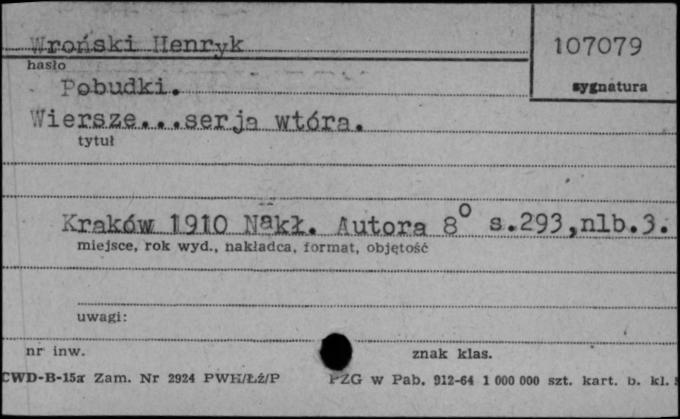 Wroński Henryk
107079
hasło
sygnatura
Pobudki.
Wiersze...serja wtóra.
tytuł
Kraków 1910 Nakł. Autora 8° s.293,nlb.3.
miejsce, rok wyd., nakładca, format, objętość
uwagi:
nr inw.
znak klas.
CWD-B-15a Zam. Nr 2924 PWH/Łż/P PZG w Pab. 912-64 1 000 000 szt. kart. b. kl.